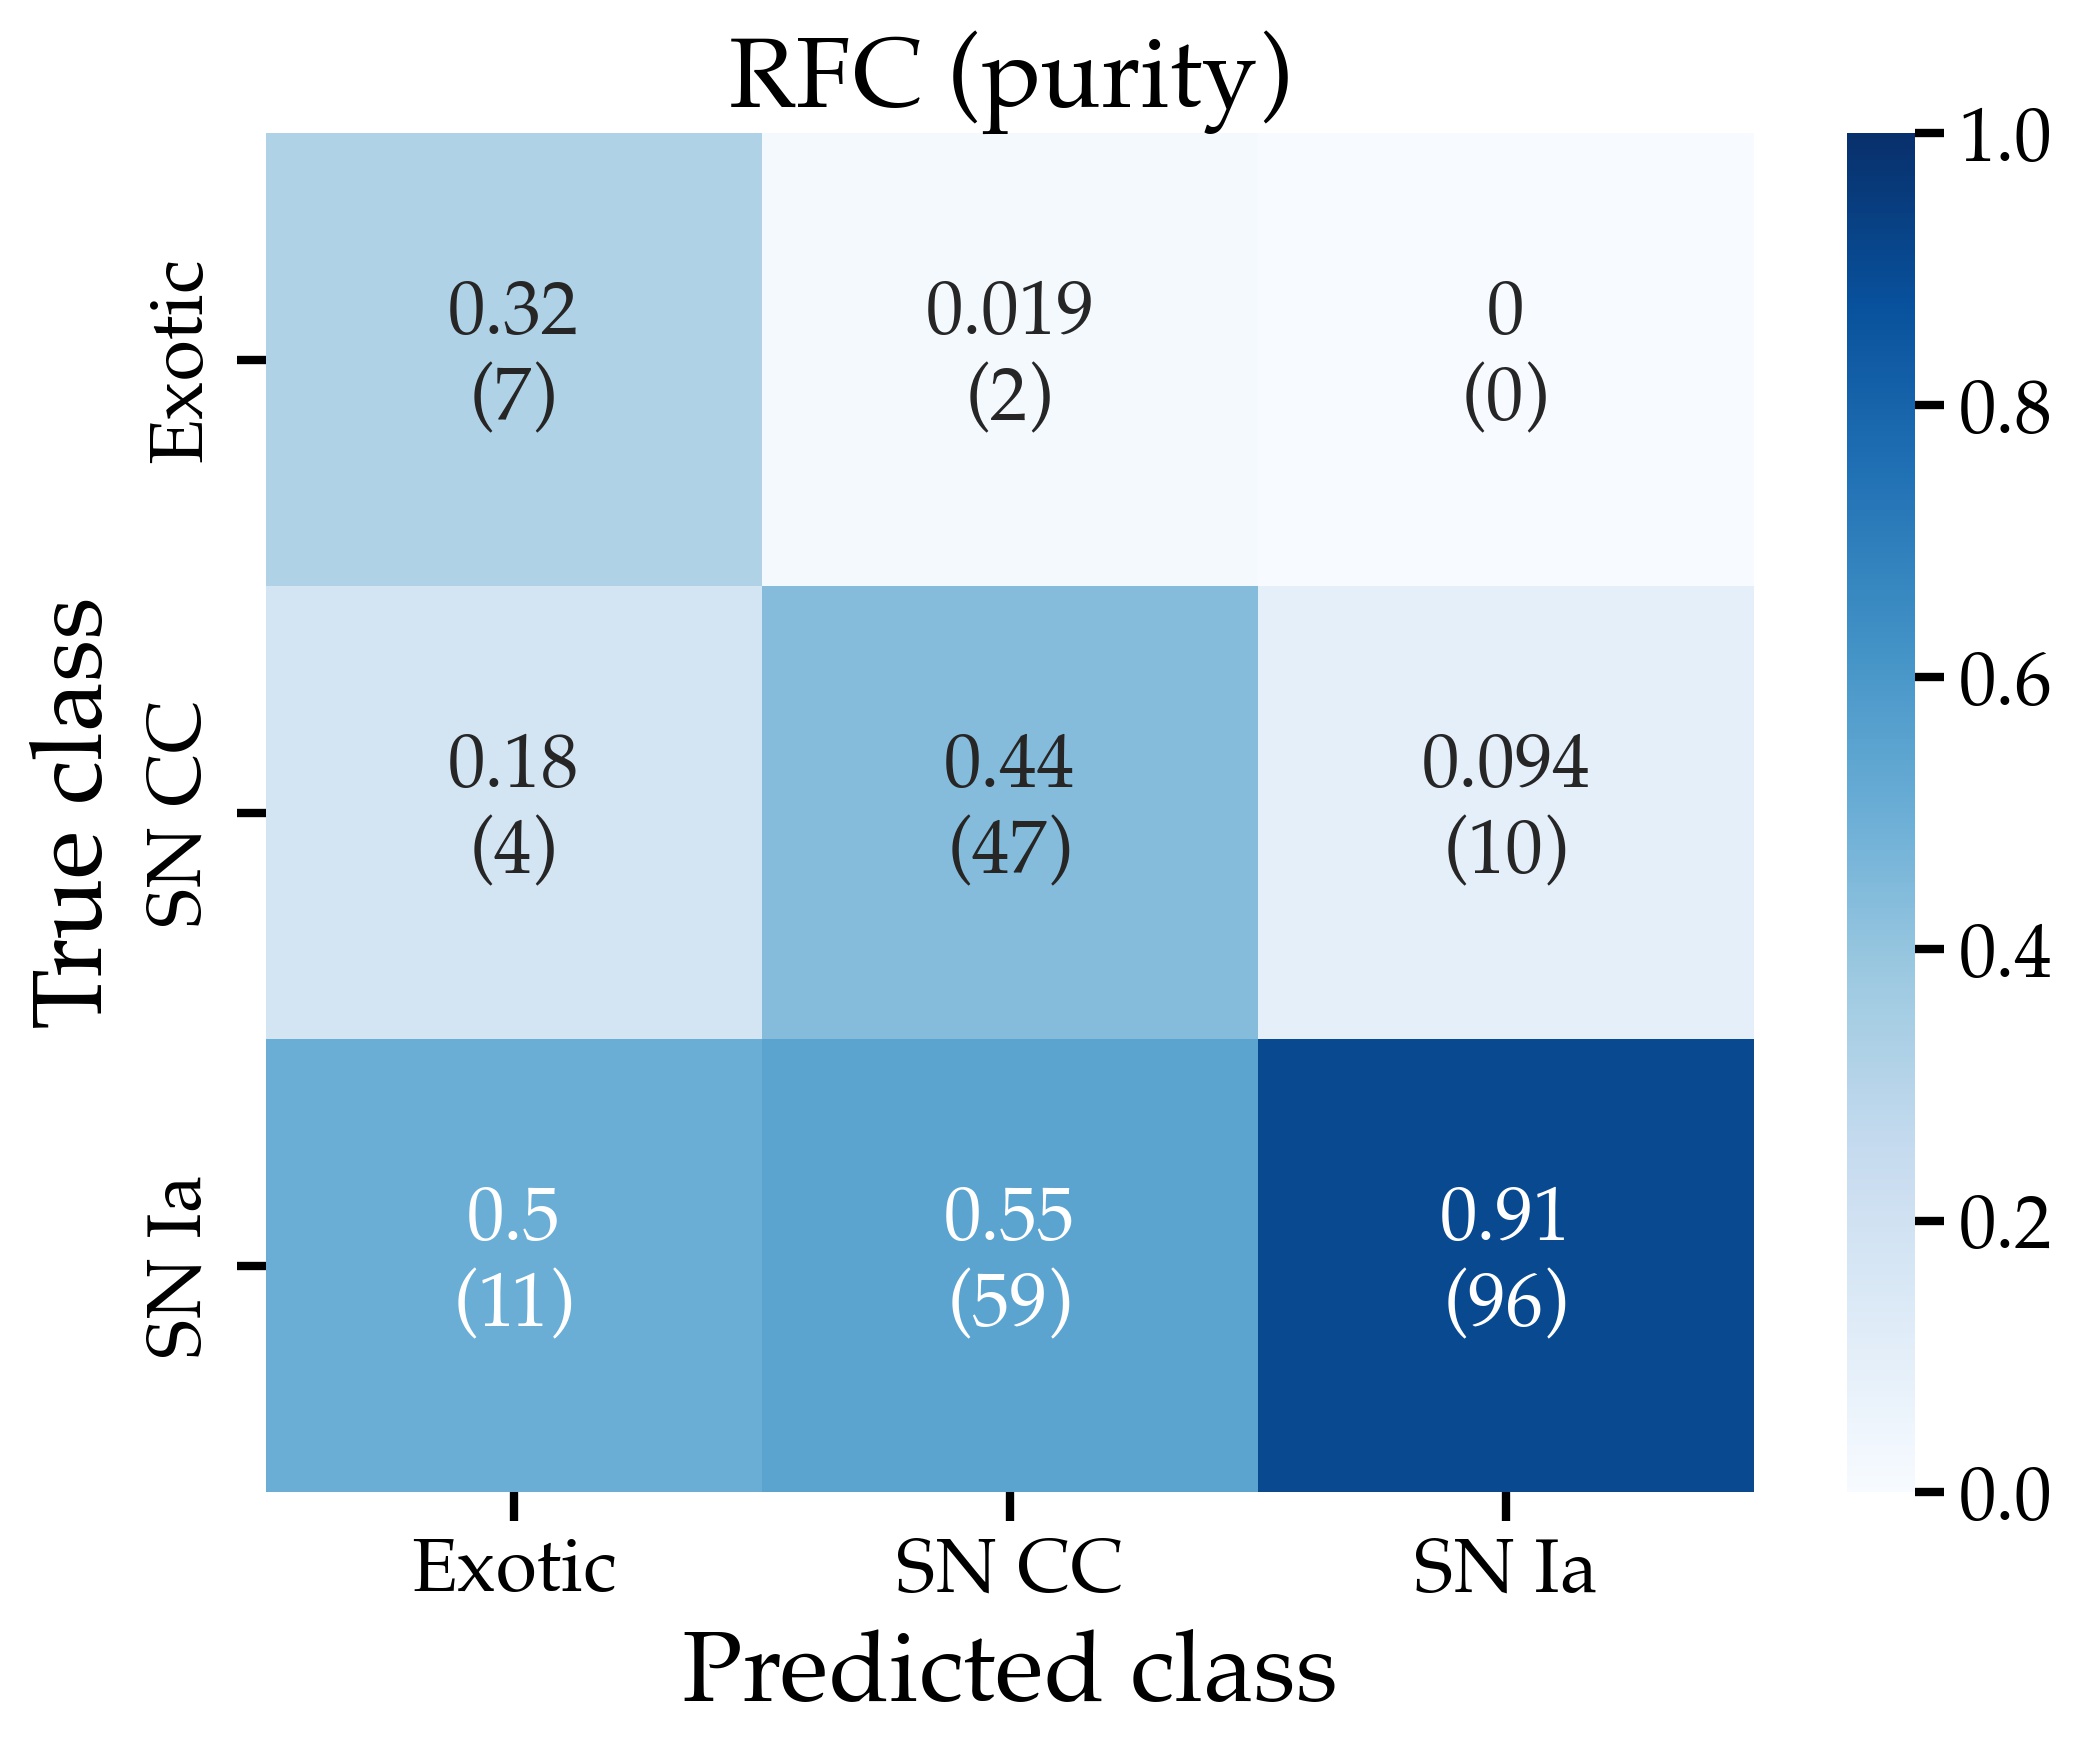 RFC (purity)
True class
Exotic
SN CC
SN Ia
0.32
(7)
0.019
(2)
0
(0)
0.18
(4)
0.44
(47)
0.094
(10)
0.5
(11)
0.55
(59)
0.91
(96)
Exotic
SN CC
SN Ia
Predicted class
1.0
0.8
0.6
0.4
0.2
0.0